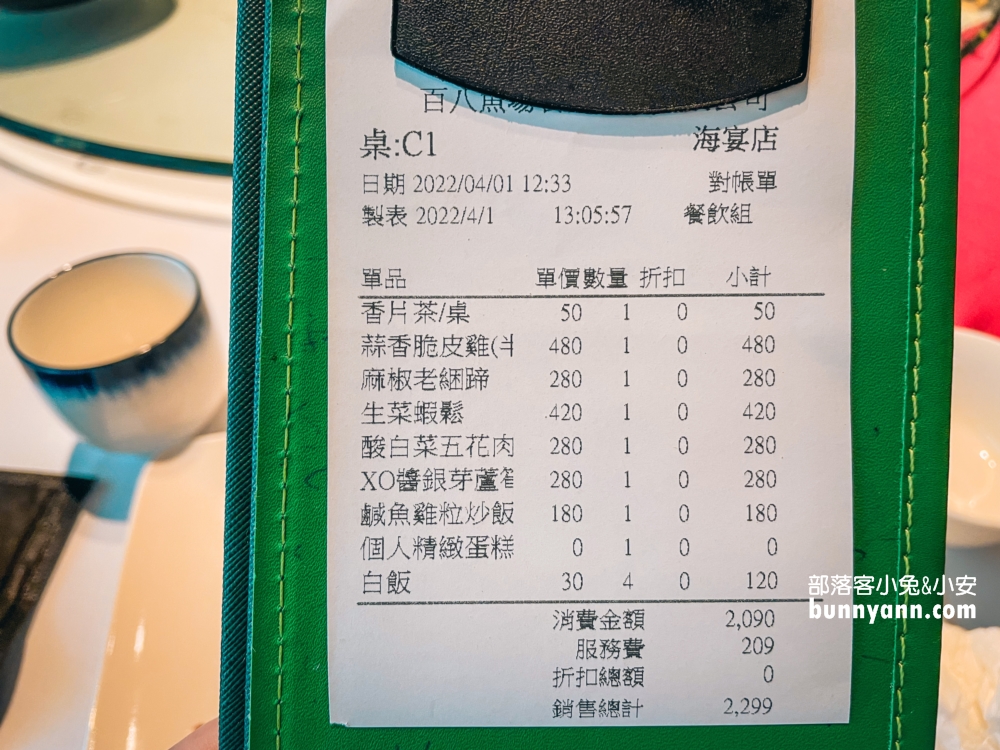 百八魚
桌:C1 海宴店
日期 2022/04/01 12:33 對帳單
製表 2022/4/1 13:05:57 餐飲組
單品 單價 數量 折扣 小計
香片茶/桌 50 1 0 50
蒜香脆皮雞(半 480 1 0 480
麻椒老綑蹄 280 1 0 280
生菜蝦鬆 420 1 0 420
酸白菜五花肉 280 1 0 280
XO醬銀芽蘆筍 280 1 0 280
鹹魚雞粒炒飯 180 1 0 180
個人精緻蛋糕 0 1 0 0
白飯 30 4 0 120
消費金額 2,090
服務費 209
折扣總額 0
銷售總計 2,299
部落客小兔&小安
bunnyann.com